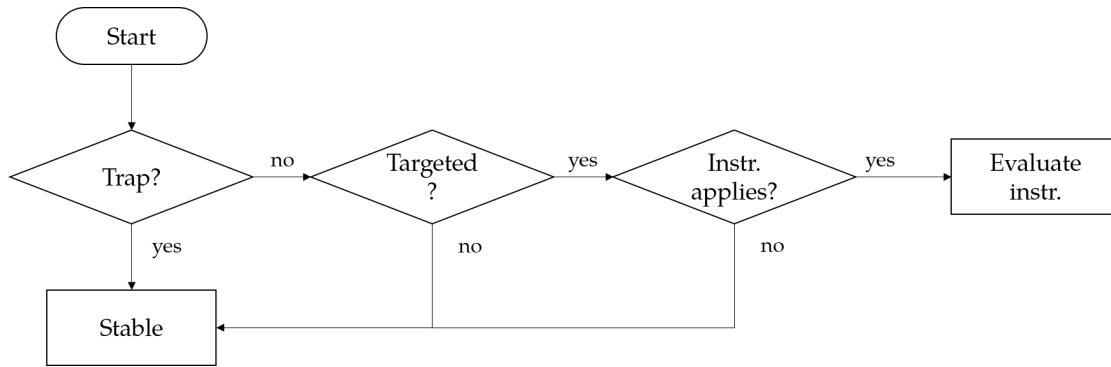 Start
Trap?
no
Targeted
?
yes
Instr.
applies?
yes
Evaluate
instr.
yes
no
no
Stable